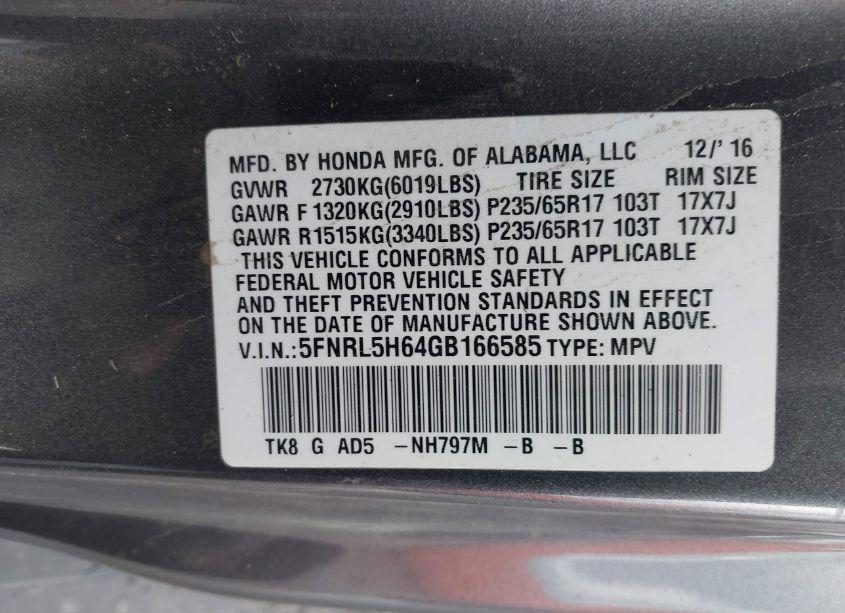 MFD. BY HONDA MFG. OF ALABAMA, LLC 12/' 16
GVWR 2730KG(6019LBS) TIRE SIZE RIM SIZE
GAWR F 1320KG(2910LBS) P235/65R17 103T 17X7J
GAWR R1515KG(3340LBS) P235/65R17 103T 17X7J
THIS VEHICLE CONFORMS TO ALL APPLICABLE
FEDERAL MOTOR VEHICLE SAFETY
AND THEFT PREVENTION STANDARDS IN EFFECT
ON THE DATE OF MANUFACTURE SHOWN ABOVE.
V.I.N.:5FNRL5H64GB166585 TYPE: MPV
TK8 G AD5 -NH797M -B -B